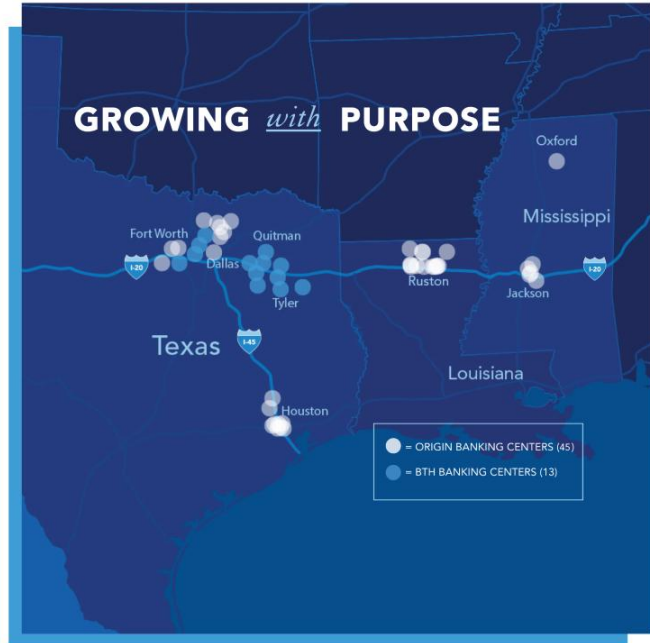 GROWING with PURPOSE
Oxford
Mississippi
Fort Worth
Quitman
I-20
Dallas
Ruston
I-20
Tyler
Jackson
I-45
Texas
Louisiana
Houston
= ORIGIN BANKING CENTERS (45)
= BTH BANKING CENTERS (13)